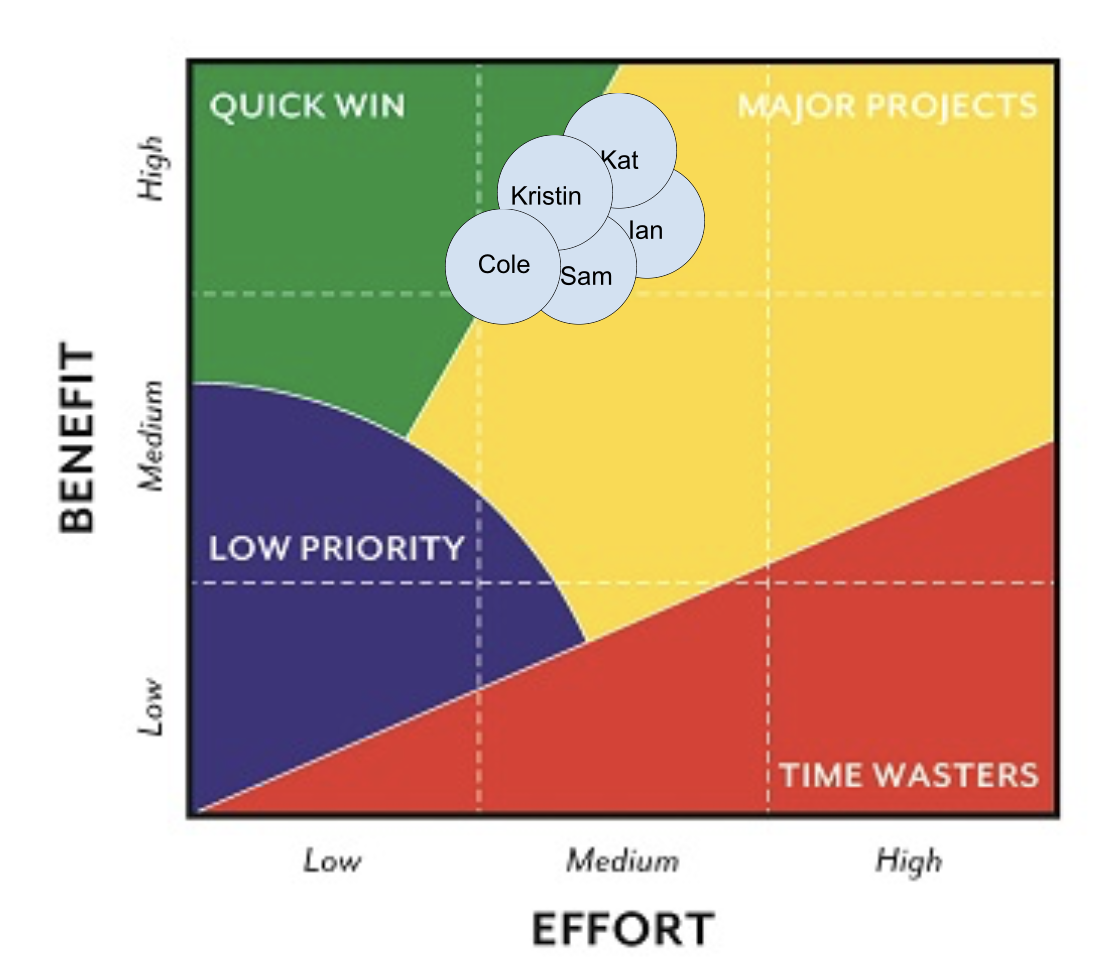 QUICK WIN
MAJOR PROJECTS
Kat
Kristin
Ian
Cole
Sam
LOW PRIORITY
TIME WASTERS
BENEFIT
High
Medium
Low
Low
Medium
High
EFFORT